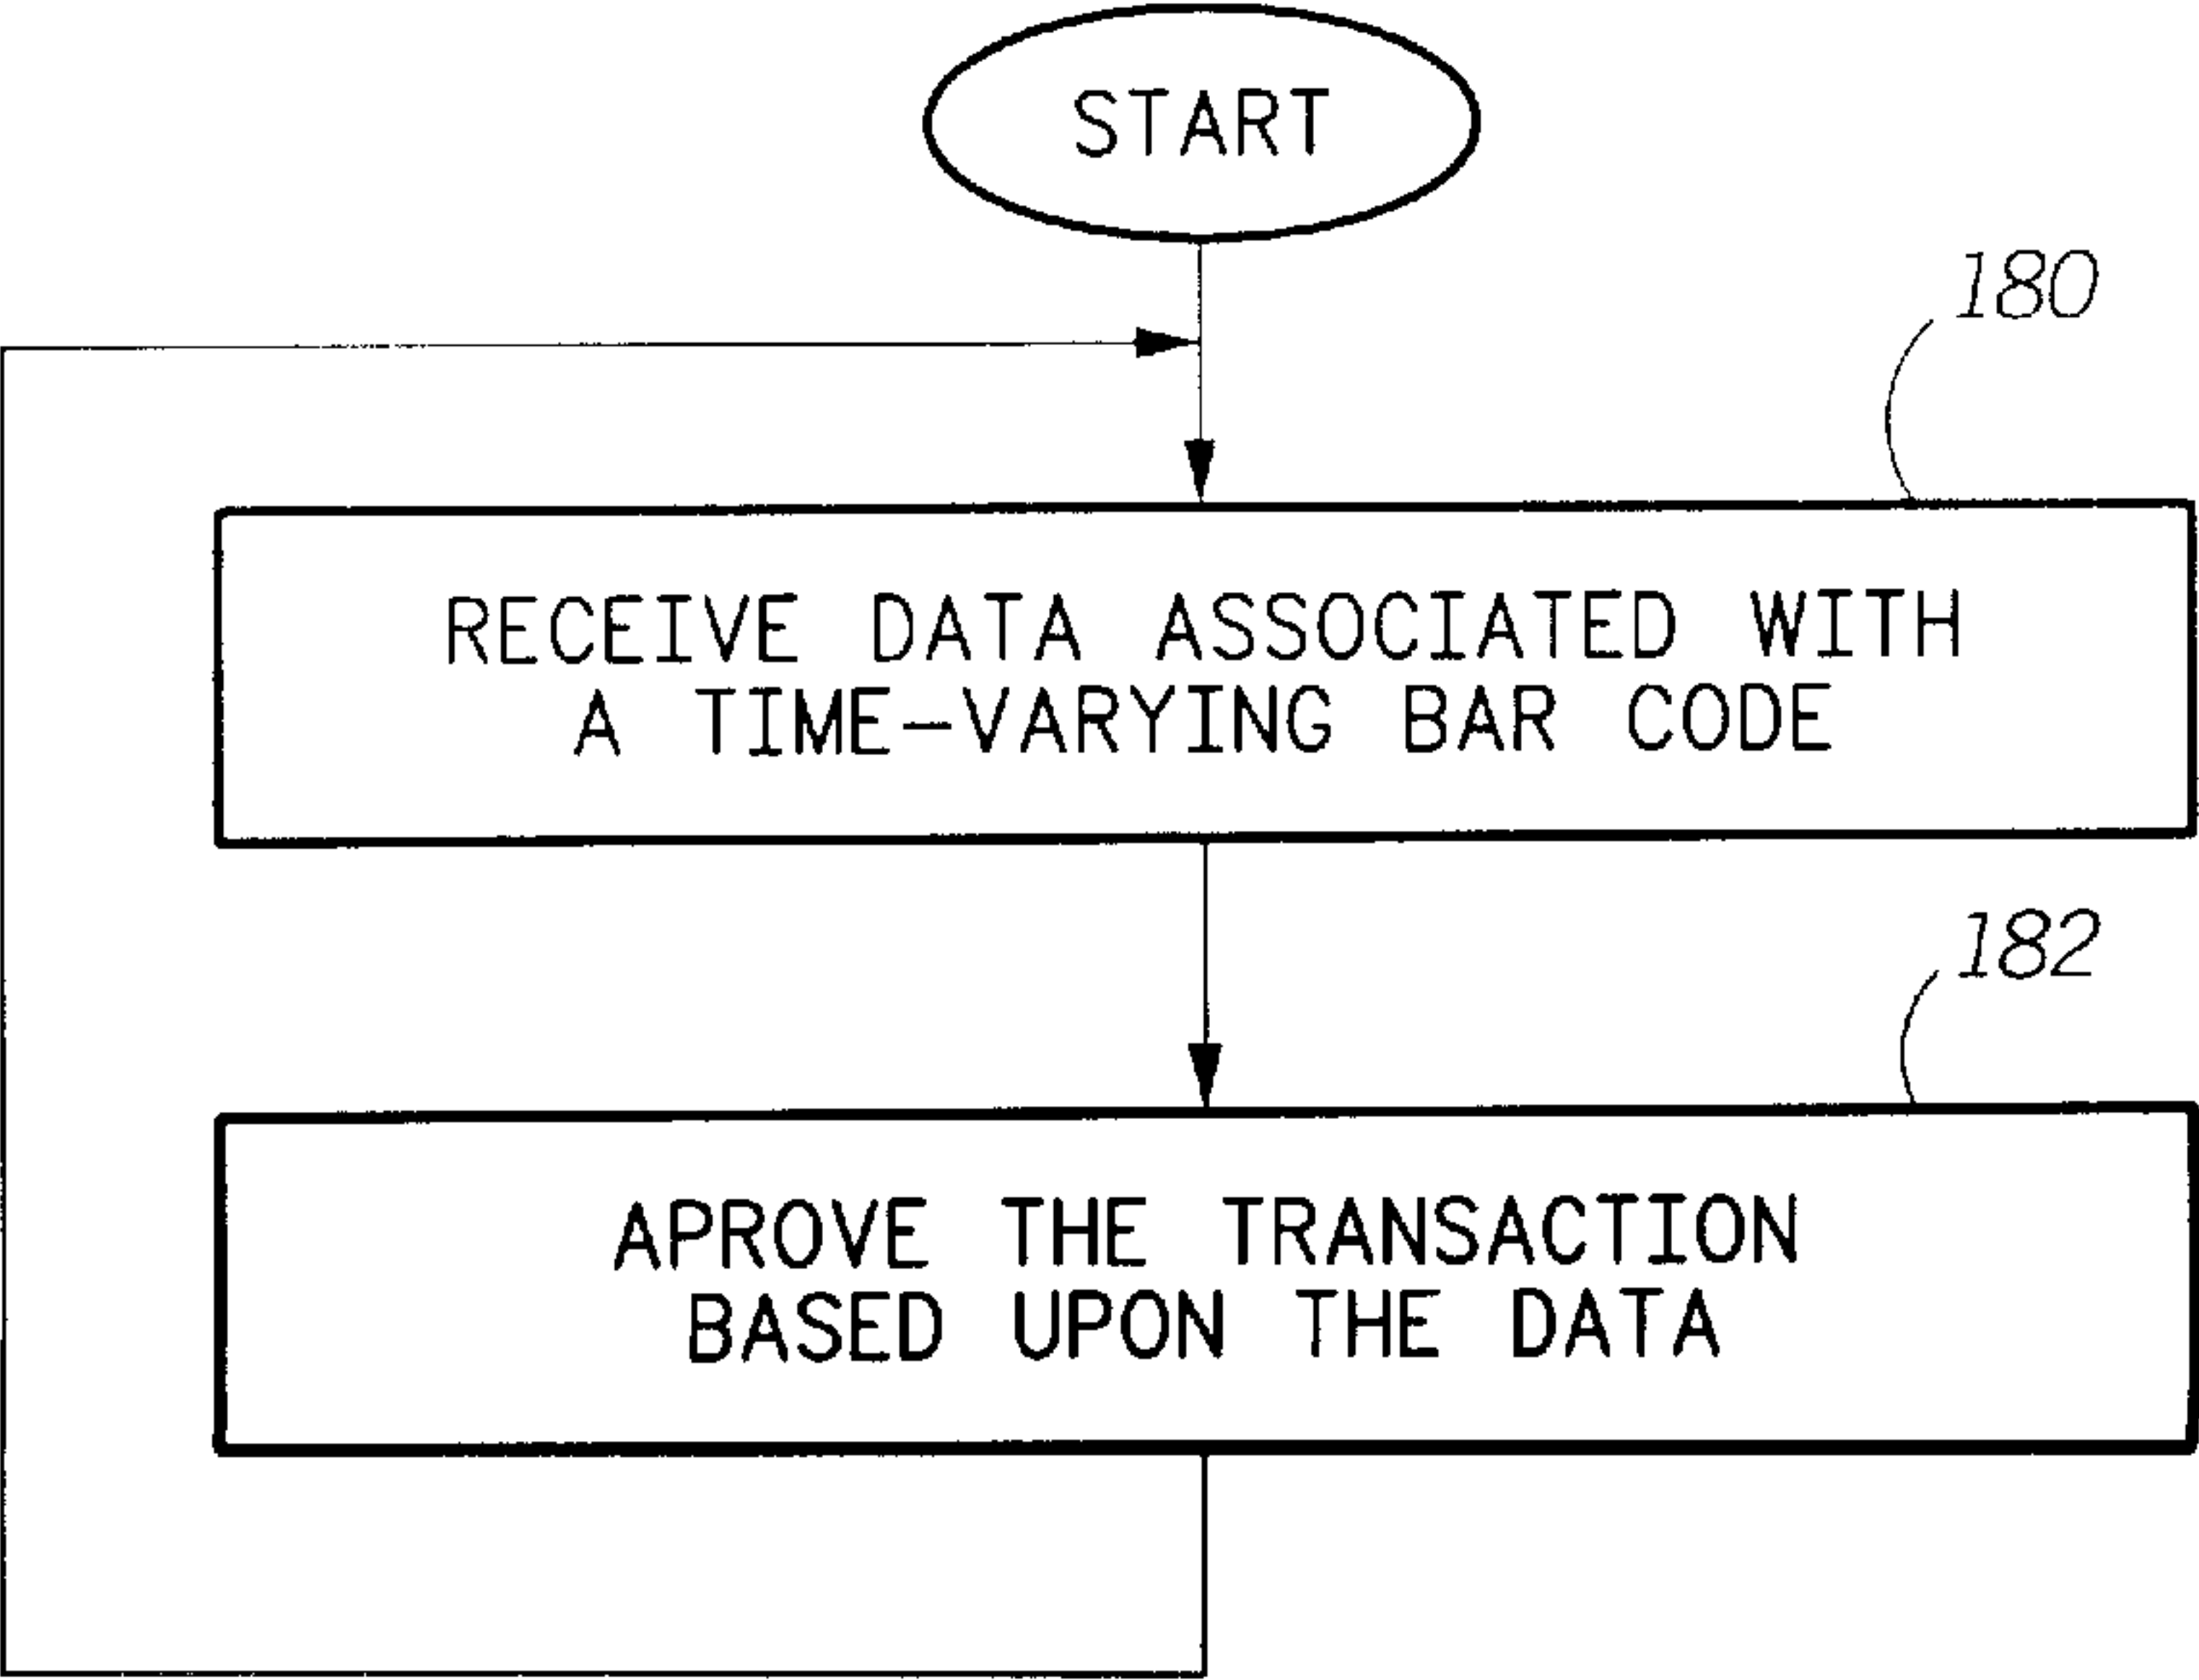 START
180
RECEIVE DATA ASSOCIATED WITH
A TIME-VARYING BAR CODE
182
APROVE THE TRANSACTION
BASED UPON THE DATA